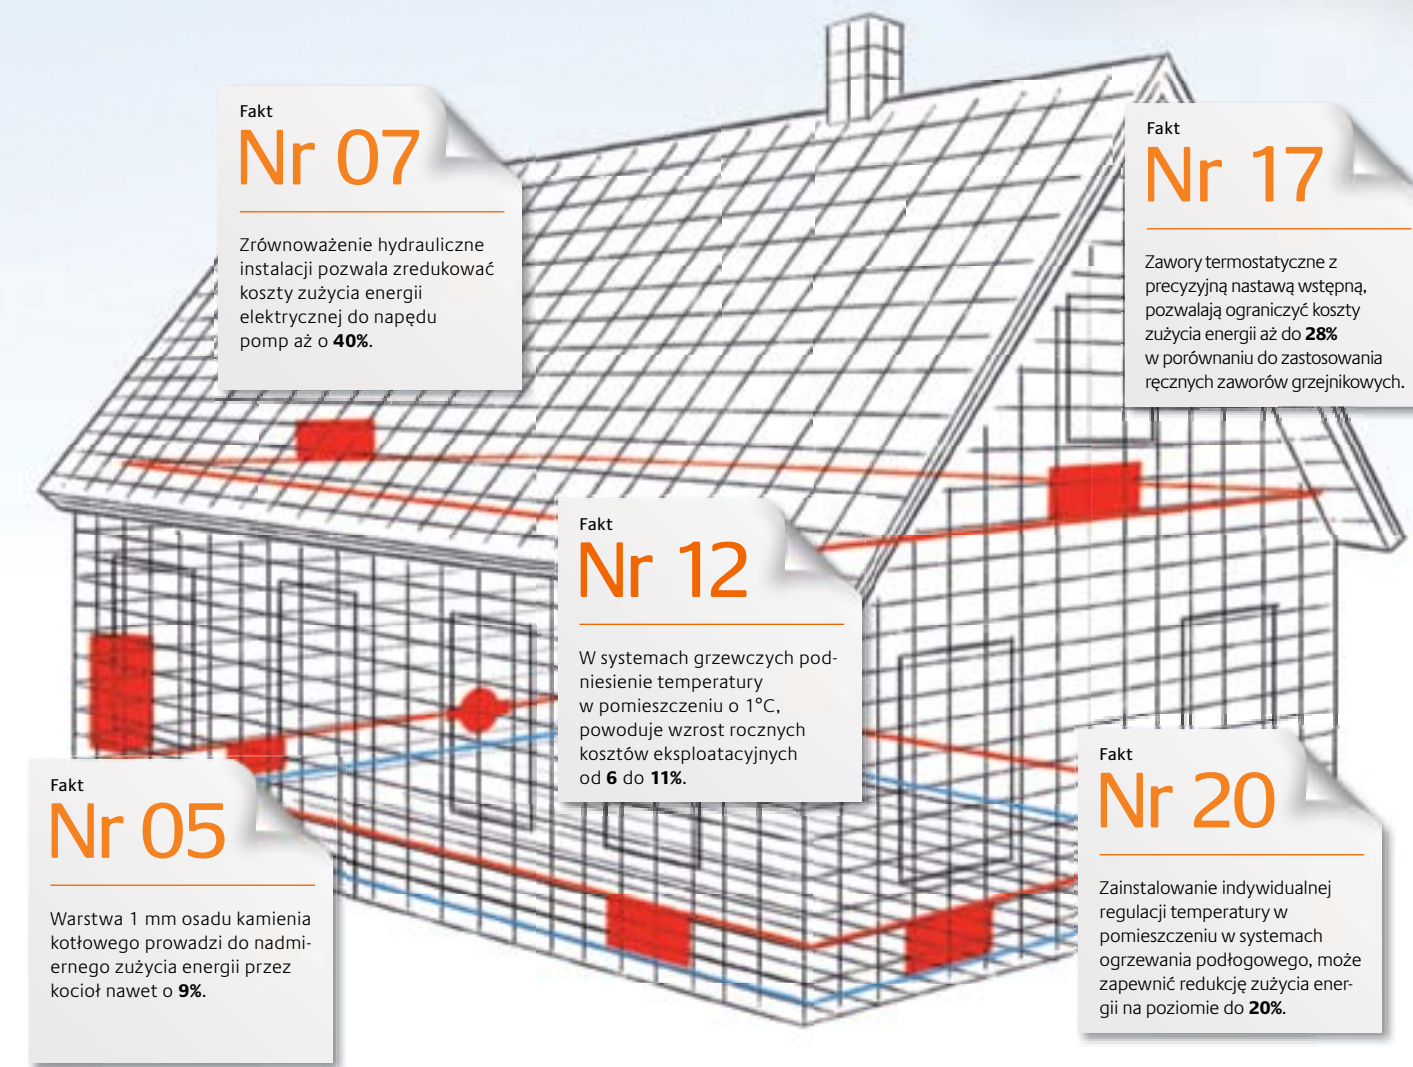 Fakt
Nr 07
Zrównoważenie hydrauliczne
instalacji pozwala zredukować
koszty zużycia energii
elektrycznej do napędu
pomp aż o 40%.
Fakt
Nr 17
Zawory termostatyczne z
precyzyjną nastawą wstępną,
pozwalają ograniczyć koszty
zużycia energii aż do 28%
w porównaniu do zastosowania
ręcznych zaworów grzejnikowych.
Fakt
Nr 12
W systemach grzewczych pod-
niesienie temperatury
w pomieszczeniu o 1°C,
powoduje wzrost rocznych
kosztów eksploatacyjnych
od 6 do 11%.
Fakt
Nr 05
Warstwa 1 mm osadu kamienia
kotłowego prowadzi do nadmi-
ernego zużycia energii przez
kocioł nawet o 9%.
Fakt
Nr 20
Zainstalowanie indywidualnej
regulacji temperatury w
pomieszczeniu w systemach
ogrzewania podłogowego, może
zapewnić redukcję zużycia ener-
gii na poziomie do 20%.